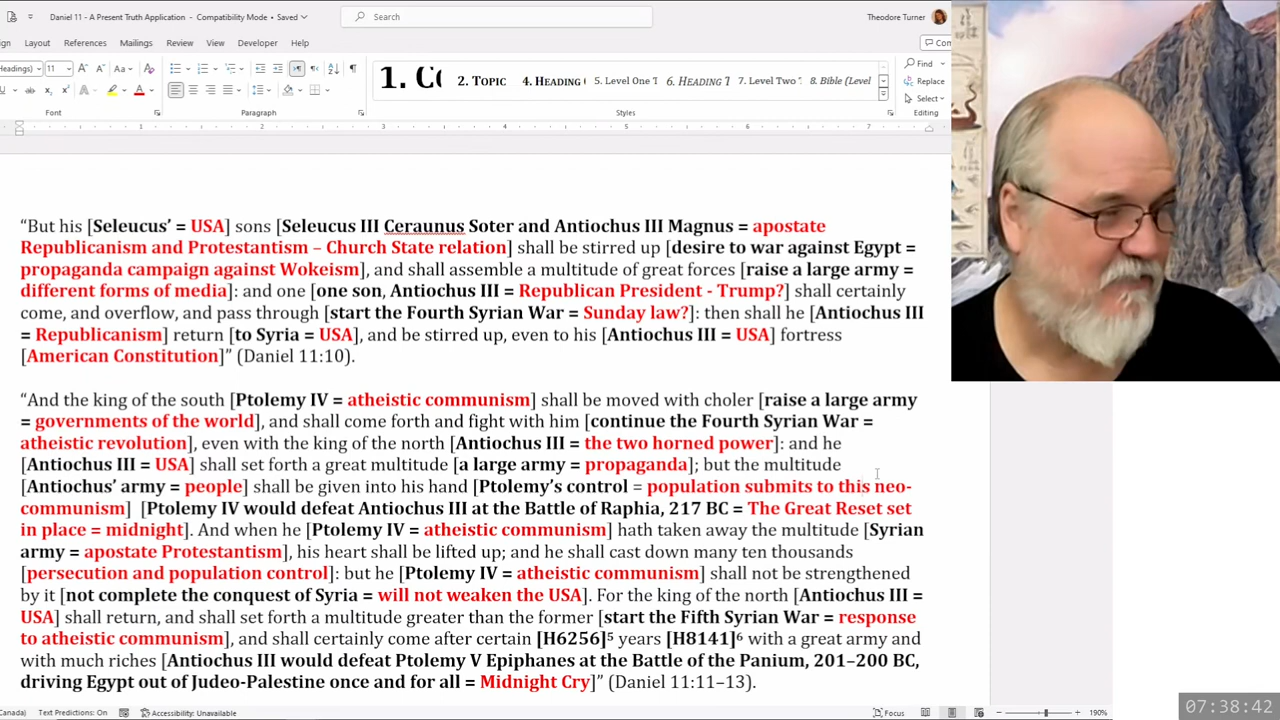 Daniel 11 - A Present Truth Application - Compatibility Mode • Saved
Search
Theodore Turner
Layout References Mailings Review View Developer Help
11
Aa
1. 2. TOPIC 4. HEADING 5. Level One 6. HEADING 7. Level Two 8. Bible (Level
Find
Replace
Select
Font Paragraph Styles Editing
1 2 3 4 5 6 7
“But his [Seleucus’ = USA] sons [Seleucus III Ceraunus Soter and Antiochus III Magnus = apostate
Republicanism and Protestantism – Church State relation] shall be stirred up [desire to war against Egypt =
propaganda campaign against Wokeism], and shall assemble a multitude of great forces [raise a large army =
different forms of media]: and one [one son, Antiochus III = Republican President - Trump?] shall certainly
come, and overflow, and pass through [start the Fourth Syrian War = Sunday law?]: then shall he [Antiochus III
= Republicanism] return [to Syria = USA], and be stirred up, even to his [Antiochus III = USA] fortress
[American Constitution]” (Daniel 11:10).
“And the king of the south [Ptolemy IV = atheistic communism] shall be moved with choler [raise a large army
= governments of the world], and shall come forth and fight with him [continue the Fourth Syrian War =
atheistic revolution], even with the king of the north [Antiochus III = the two horned power]: and he
[Antiochus III = USA] shall set forth a great multitude [a large army = propaganda]; but the multitude
[Antiochus’ army = people] shall be given into his hand [Ptolemy’s control = population submits to this neo-
communism] [Ptolemy IV would defeat Antiochus III at the Battle of Raphia, 217 BC = The Great Reset set
in place = midnight]. And when he [Ptolemy IV = atheistic communism] hath taken away the multitude [Syrian
army = apostate Protestantism], his heart shall be lifted up; and he shall cast down many ten thousands
[persecution and population control]: but he [Ptolemy IV = atheistic communism] shall not be strengthened
by it [not complete the conquest of Syria = will not weaken the USA]. For the king of the north [Antiochus III =
USA] shall return, and shall set forth a multitude greater than the former [start the Fifth Syrian War = response
to atheistic communism], and shall certainly come after certain [H6256]⁵ years [H8141]⁶ with a great army and
with much riches [Antiochus III would defeat Ptolemy V Epiphanes at the Battle of the Panium, 201–200 BC,
driving Egypt out of Judeo-Palestine once and for all = Midnight Cry]” (Daniel 11:11–13).
Canada) Text Predictions: On Accessibility: Unavailable Focus 190%
07:38:42